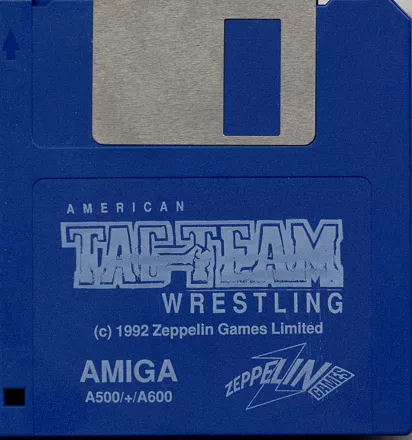 AMERICAN
TAG-TEAM
WRESTLING
(c) 1992 Zeppelin Games Limited
AMIGA
A500/+/A600
ZEPPELIN
GAMES